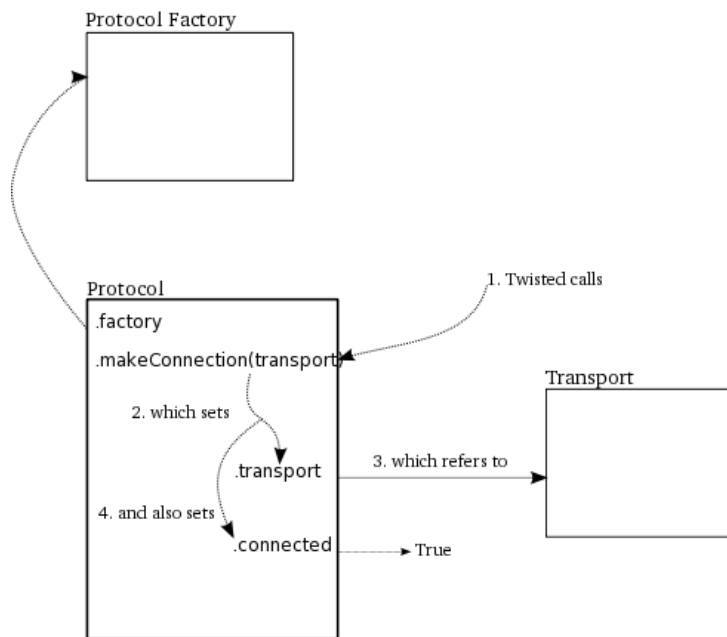 Protocol Factory
1. Twisted calls
Protocol
.factory
.makeConnection(transport)
Transport
2. which sets
3. which refers to
.transport
4. and also sets
.connected
True